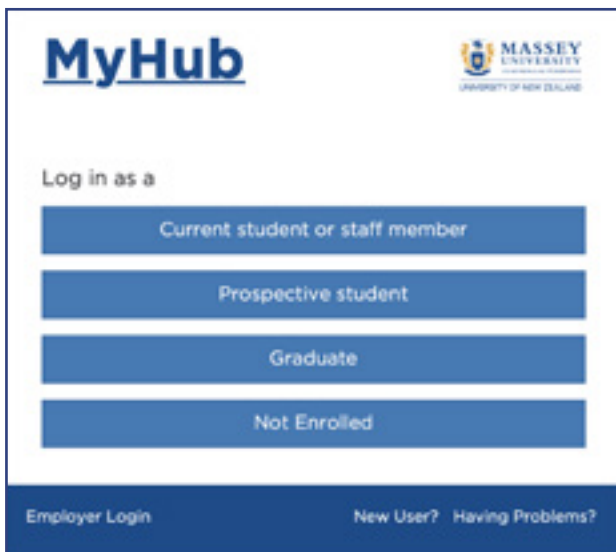 MyHub
MASSEY
UNIVERSITY
UNIVERSITY OF NEW ZEALAND
Log in as a
Current student or staff member
Prospective student
Graduate
Not Enrolled
Employer Login
New User? Having Problems?